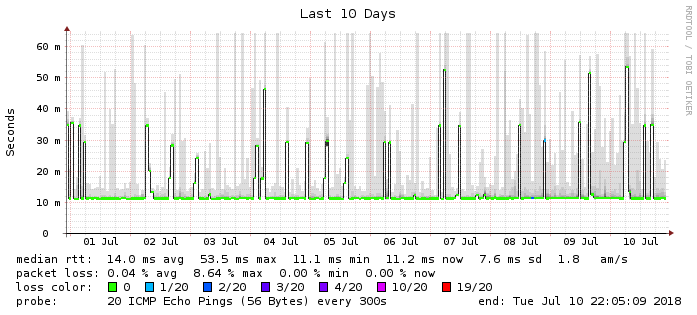 Last 10 Days
RRDTOOL / TOBI OETIKER
Seconds
60 m
50 m
40 m
30 m
20 m
10 m
0
01 Jul 02 Jul 03 Jul 04 Jul 05 Jul 06 Jul 07 Jul 08 Jul 09 Jul 10 Jul
median rtt: 14.0 ms avg 53.5 ms max 11.1 ms min 11.2 ms now 7.6 ms sd 1.8 am/s
packet loss: 0.04 % avg 8.64 % max 0.00 % min 0.00 % now
loss color: 0 1/20 2/20 3/20 4/20 10/20 19/20
probe: 20 ICMP Echo Pings (56 Bytes) every 300s end: Tue Jul 10 22:05:09 2018